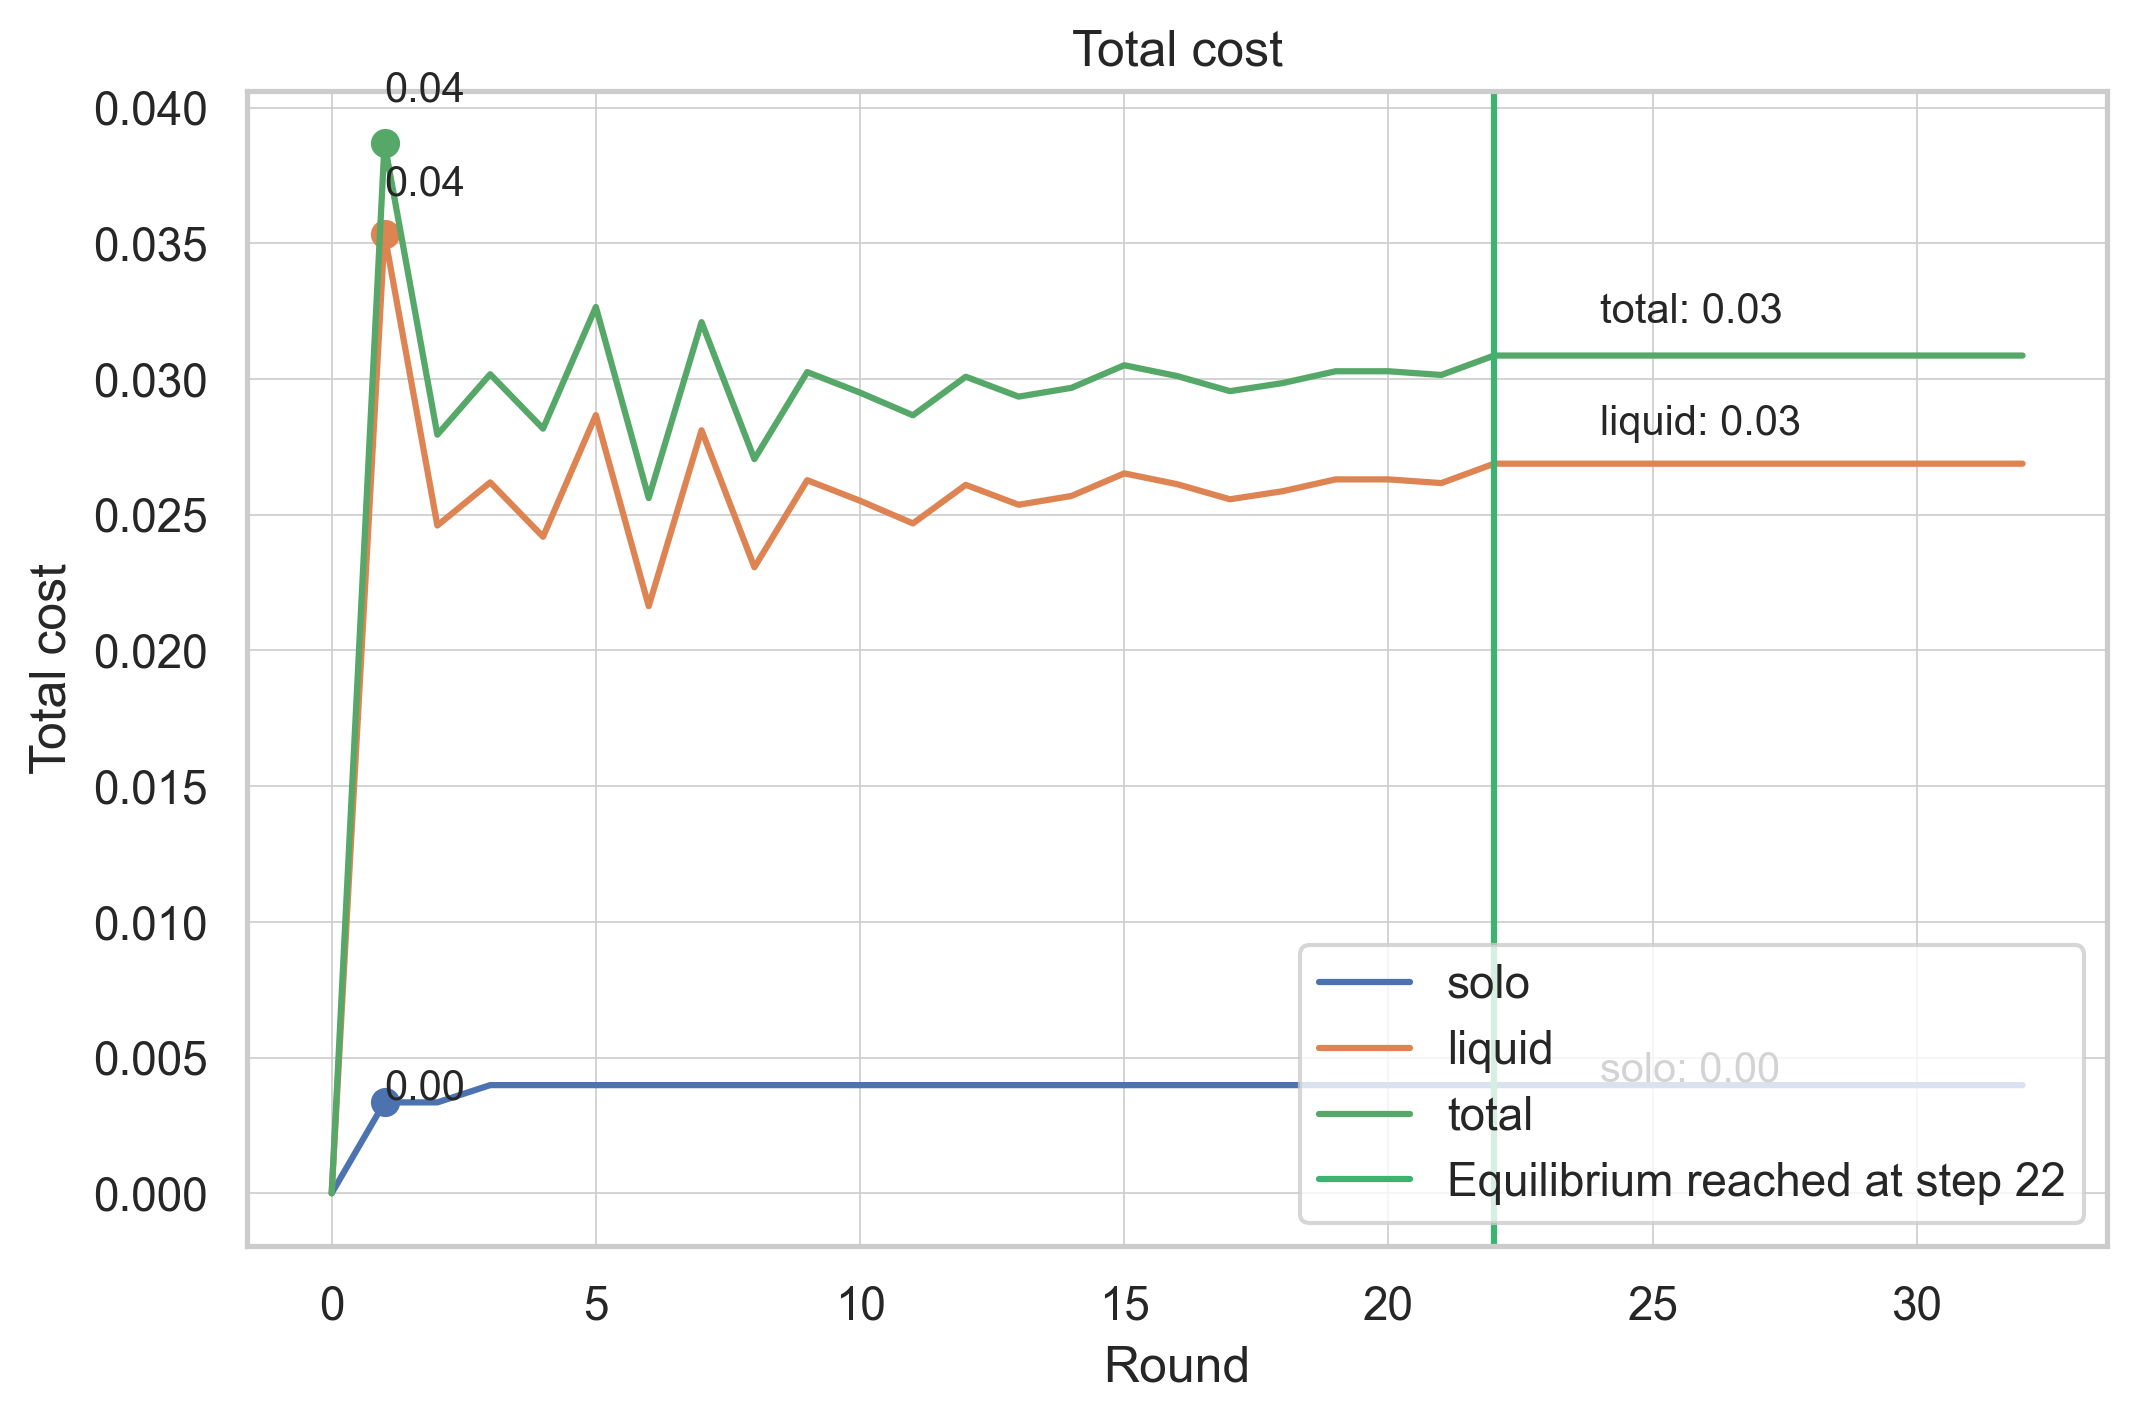 Total cost
0.04
0.04
0.00
total: 0.03
liquid: 0.03
solo: 0.00
0.040
0.035
0.030
0.025
0.020
0.015
0.010
0.005
0.000
Total cost
solo
liquid
total
Equilibrium reached at step 22
0 5 10 15 20 25 30
Round